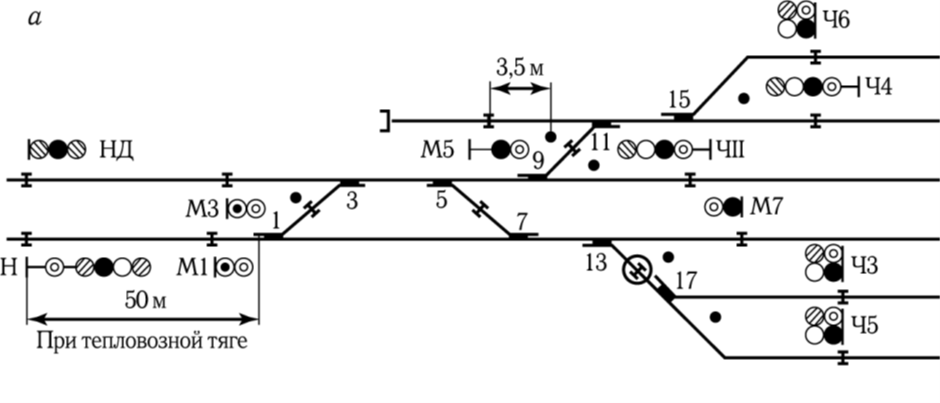 а
Ч6
3,5 м
15
Ч4
М5
9
11
ЧII
НД
М3
1
3
5
7
М7
13
17
Ч3
Н
М1
50 м
Ч5
При тепловозной тяге